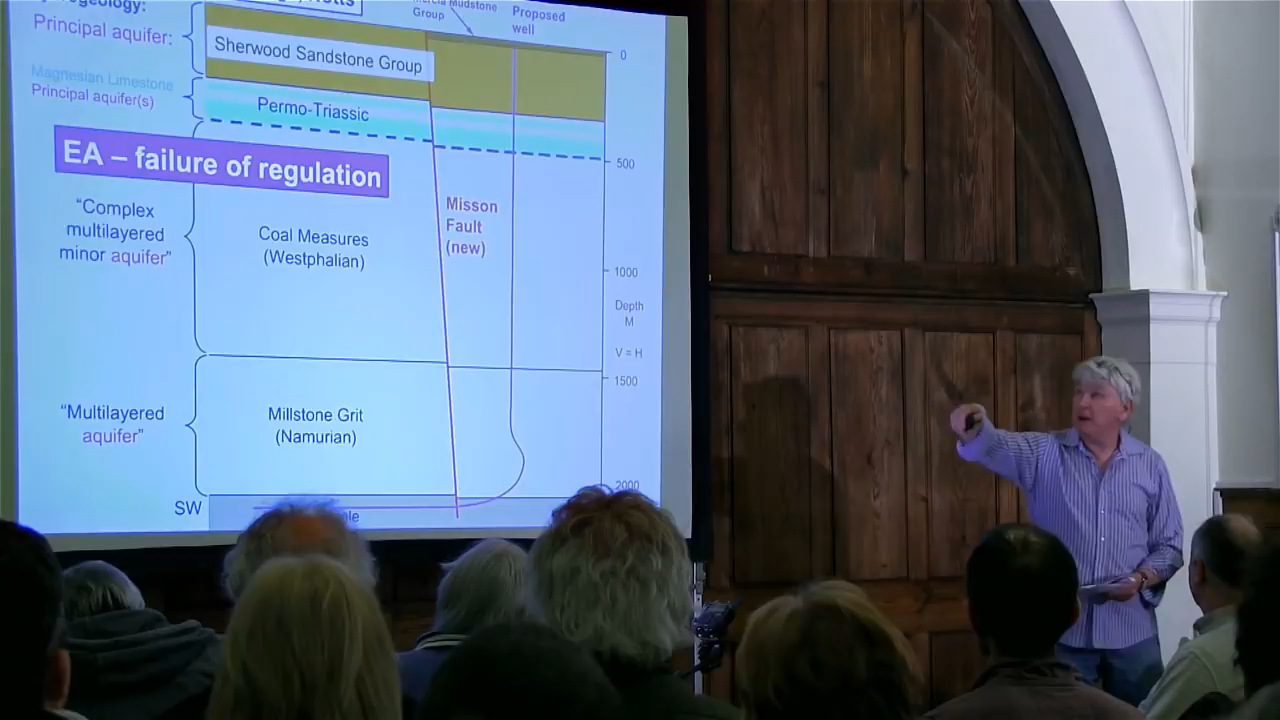 Principal aquifer:
Sherwood Sandstone Group
Mudstone
Group
Proposed
well
0
Magnesian Limestone
Principal aquifer(s)
Permo-Triassic
EA – failure of regulation
500
"Complex
multilayered
minor aquifer"
Coal Measures
(Westphalian)
Misson
Fault
(new)
1000
Depth
M
V = H
1500
"Multilayered
aquifer"
Millstone Grit
(Namurian)
2000
SW